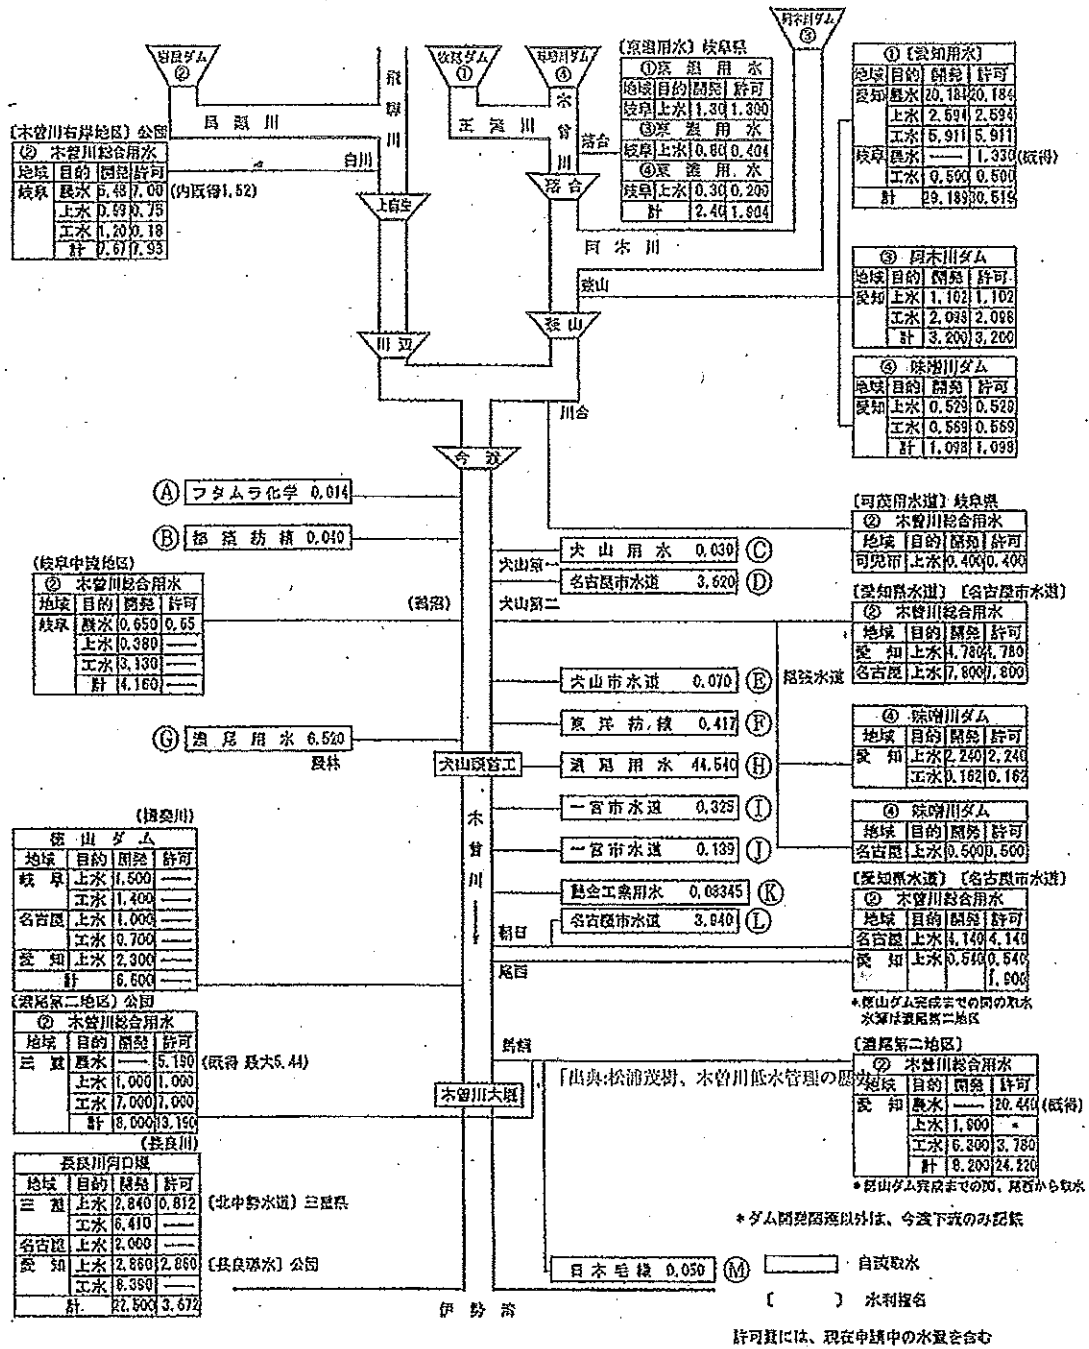 阿木川ダム
③
岩屋ダム
②
飛騨川
牧尾ダム
①
味噌川ダム
④
木曽川
馬瀬川
王滝川
落合
白川
上麻生
落合
阿木川
笠山
笠山
川辺
川合
今渡
〔東濃用水〕岐阜県
①東濃用水
地域 目的 開発 許可
岐阜 上水 1.30 1.300
③東濃用水
岐阜 上水 0.80 0.404
④東濃用水
岐阜 上水 0.30 0.200
計 2.40 1.904
①〔愛知用水〕
地域 目的 開発 許可
愛知 農水 20.184 20.184
上水 2.594 2.594
工水 5.911 5.911
岐阜 農水 — 1.330 (既得)
工水 0.500 0.500
計 29.189 30.519
〔木曽川右岸地区〕公団
② 木曽川総合用水
地域 目的 開発 許可
岐阜 農水 5.48 7.00 (内既得1.52)
上水 0.99 0.75
工水 1.20 0.18
計 7.67 7.93
③ 阿木川ダム
地域 目的 開発 許可
愛知 上水 1.102 1.102
工水 2.098 2.098
計 3.200 3.200
④ 味噌川ダム
地域 目的 開発 許可
愛知 上水 0.529 0.529
工水 0.569 0.569
計 1.098 1.098
Ⓐ フタムラ化学 0.014
Ⓑ 都築紡績 0.040
〔可茂用水道〕岐阜県
② 木曽川総合用水
地域 目的 開発 許可
可児市 上水 0.400 0.400
犬山用水 0.030 Ⓒ
犬山第一
名古屋市水道 3.620 Ⓓ
犬山第二
(鵜沼)
(岐阜中流地区)
② 木曽川総合用水
地域 目的 開発 許可
岐阜 農水 0.650 0.65
上水 0.380 —
工水 3.130 —
計 4.160 —
〔愛知県水道〕〔名古屋市水道〕
② 木曽川総合用水
地域 目的 開発 許可
愛知 上水 4.780 4.780
名古屋 上水 7.800 7.800
尾張水道
犬山市水道 0.070 Ⓔ
東洋紡績 0.417 Ⓕ
Ⓖ 濃尾用水 6.520
農林
犬山頭首工
濃尾用水 44.540 Ⓗ
④ 味噌川ダム
地域 目的 開発 許可
愛知 上水 2.240 2.240
工水 0.162 0.162
一宮市水道 0.325 Ⓘ
一宮市水道 0.139 Ⓙ
木曽川
④ 味噌川ダム
地域 目的 開発 許可
名古屋 上水 0.500 0.500
艶金工業用水 0.08345 Ⓚ
名古屋市水道 3.940 Ⓛ
朝日
尾西
〔愛知県水道〕〔名古屋市水道〕
② 木曽川総合用水
地域 目的 開発 許可
名古屋 上水 4.140 4.140
愛知 上水 0.540 0.540
1.900
*徳山ダム完成までの間の取水
水源は濃尾第二地区
(揖斐川)
徳山ダム
地域 目的 開発 許可
岐阜 上水 1.500 —
工水 1.400 —
名古屋 上水 1.000 —
工水 0.700 —
愛知 上水 2.300 —
計 6.600 —
〔濃尾第二地区〕公団
② 木曽川総合用水
地域 目的 開発 許可
三重 農水 — 5.190 (既得 最大5.44)
上水 1.000 1.000
工水 7.000 7.000
計 8.000 13.190
馬飼
木曽川大堰
「出典:松浦茂樹、木曽川低水管理の歴史」
〔濃尾第二地区〕
② 木曽川総合用水
地域 目的 開発 許可
愛知 農水 — 20.440 (既得)
上水 1.900 *
工水 6.300 3.780
計 8.200 24.220
*徳山ダム完成までの間、尾西から取水
(長良川)
長良川河口堰
地域 目的 開発 許可
三重 上水 2.840 0.812 〔北中勢水道〕三重県
工水 6.410 —
名古屋 上水 2.000 —
愛知 上水 2.860 2.860 〔長良導水〕公団
工水 8.390 —
計 22.500 3.672
*ダム開発関連以外は、今渡下流のみ記載
日本毛織 0.050 Ⓜ
自流取水
〔 〕水利権名
伊勢湾
許可量には、現在申請中の水量を含む